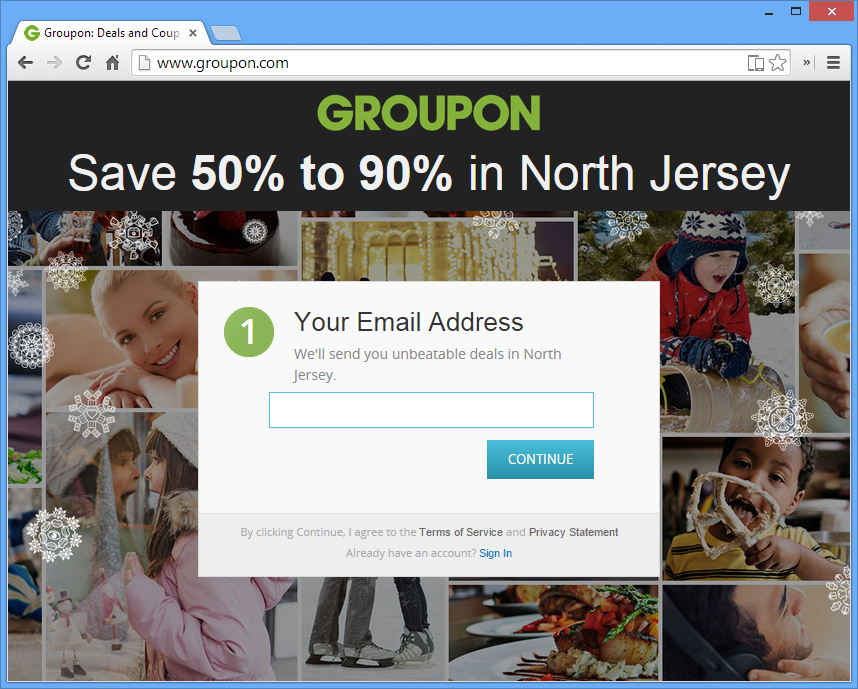 Groupon: Deals and Coup
www.groupon.com
GROUPON
Save 50% to 90% in North Jersey
1
Your Email Address
We'll send you unbeatable deals in North
Jersey.
CONTINUE
By clicking Continue, I agree to the Terms of Service and Privacy Statement
Already have an account? Sign In